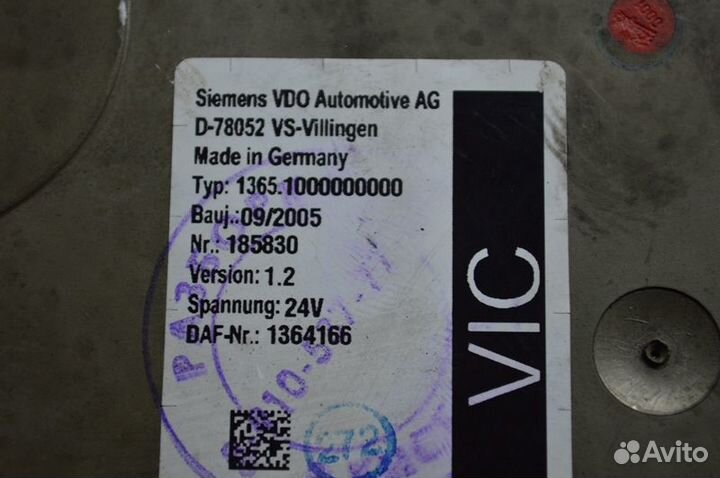 Siemens VDO Automotive AG
D-78052 VS-Villingen
Made in Germany
Typ: 1365.1000000000
Bauj.:09/2005
Nr.: 185830
Version: 1.2
Spannung: 24V
DAF-Nr.: 1364166
VIC
272
Avito